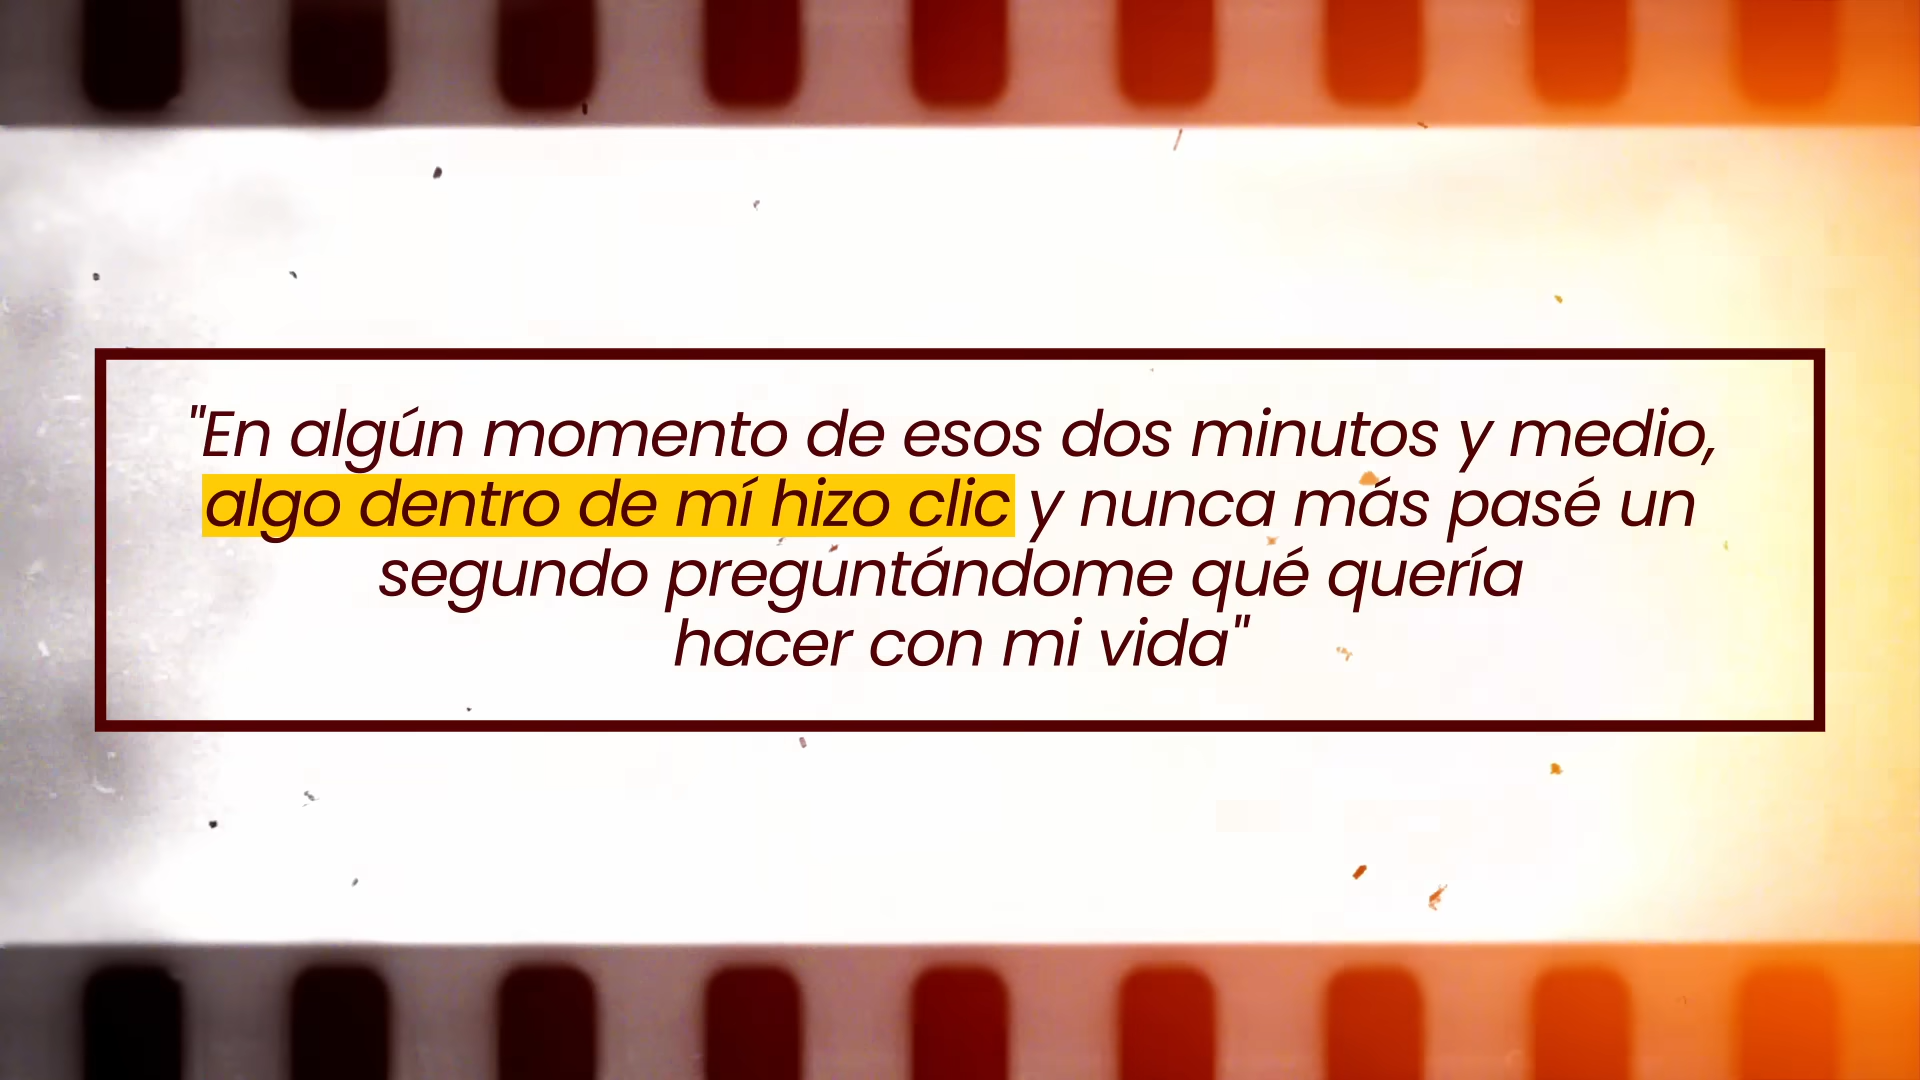 "En algún momento de esos dos minutos y medio,
algo dentro de mí hizo clic y nunca más pasé un
segundo preguntándome qué quería
hacer con mi vida"